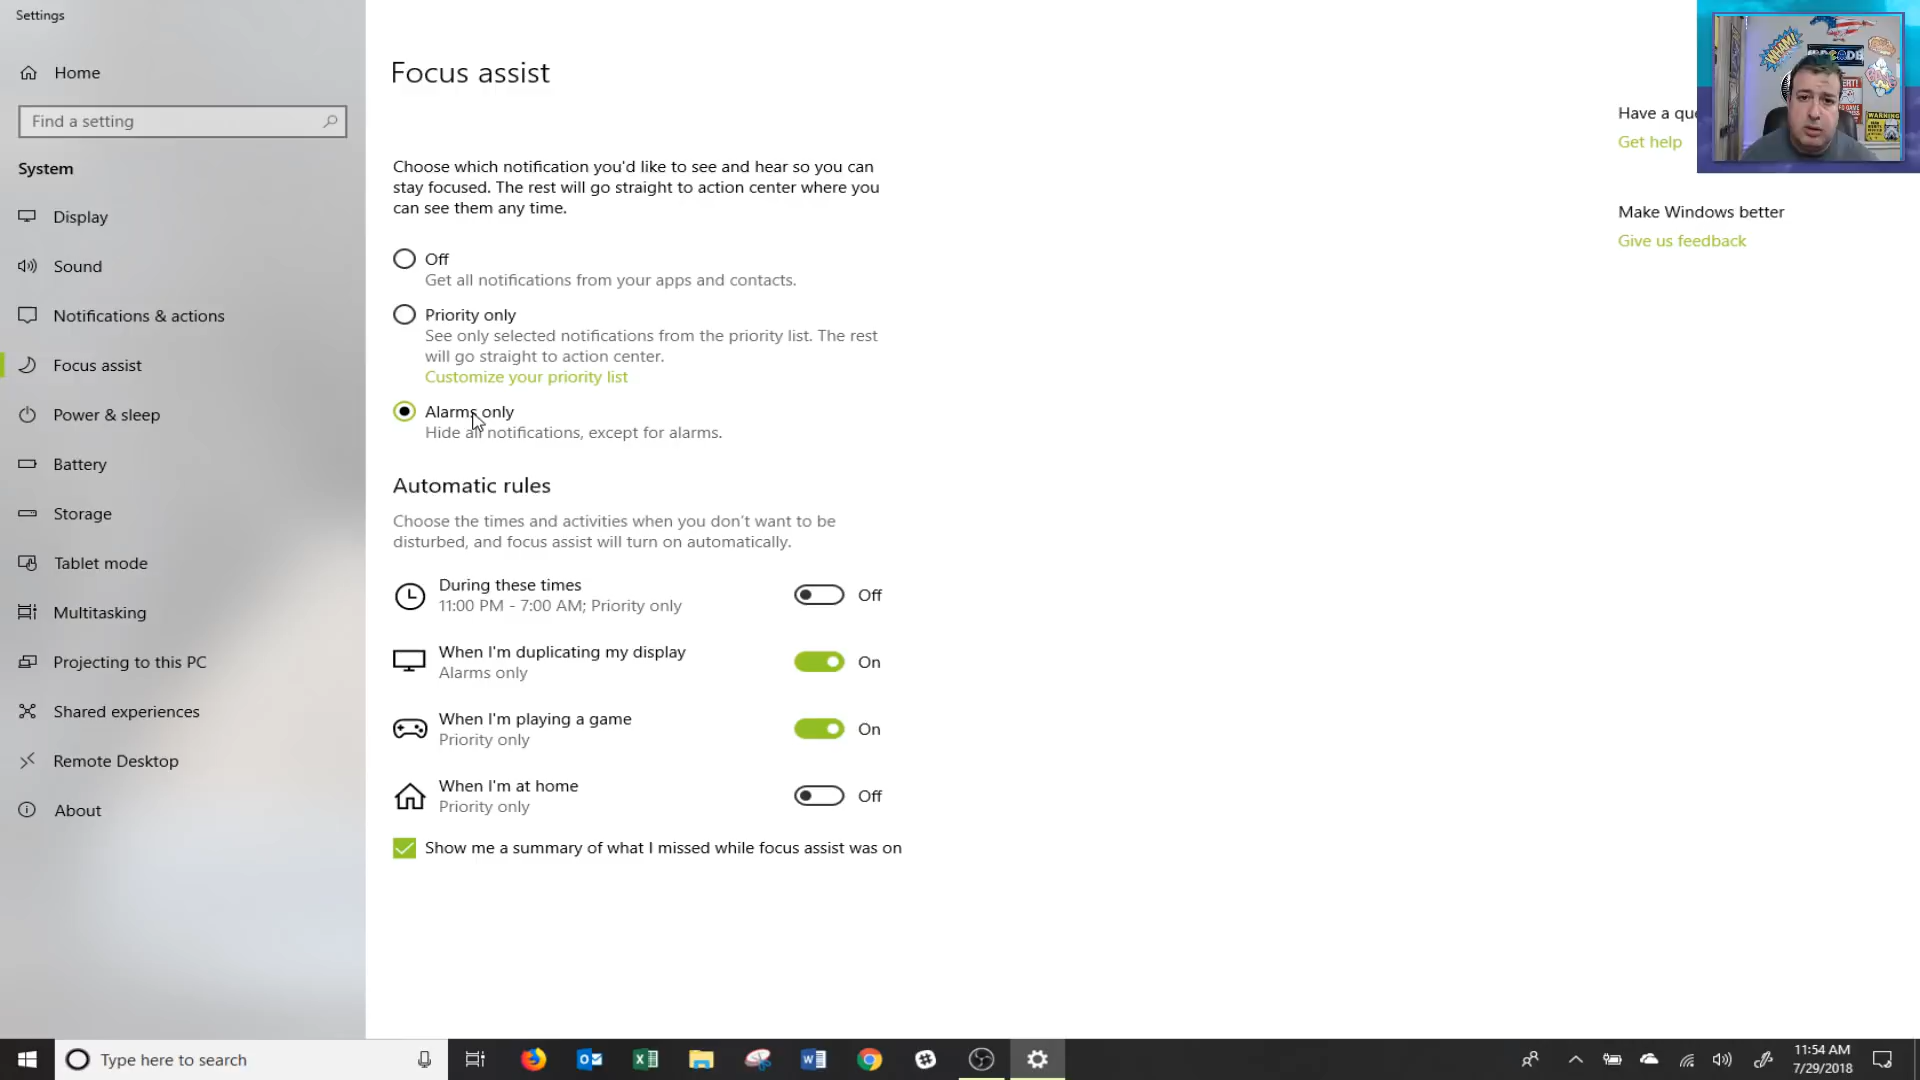 Settings
Home
Find a setting
System
Display
Sound
Notifications & actions
Focus assist
Power & sleep
Battery
Storage
Tablet mode
Multitasking
Projecting to this PC
Shared experiences
Remote Desktop
About
Focus assist
Choose which notification you'd like to see and hear so you can
stay focused. The rest will go straight to action center where you
can see them any time.
Off
Get all notifications from your apps and contacts.
Priority only
See only selected notifications from the priority list. The rest
will go straight to action center.
Customize your priority list
Alarms only
Hide all notifications, except for alarms.
Automatic rules
Choose the times and activities when you don't want to be
disturbed, and focus assist will turn on automatically.
During these times
11:00 PM - 7:00 AM; Priority only
Off
When I'm duplicating my display
Alarms only
On
When I'm playing a game
Priority only
On
When I'm at home
Priority only
Off
Show me a summary of what I missed while focus assist was on
Have a que
Get help
Make Windows better
Give us feedback
WHAM!
WARNING
Type here to search
11:54 AM
7/29/2018